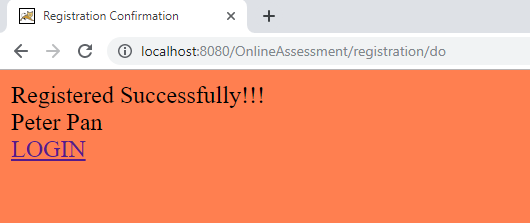 Registration Confirmation
localhost:8080/OnlineAssessment/registration/do
Registered Successfully!!!
Peter Pan
LOGIN